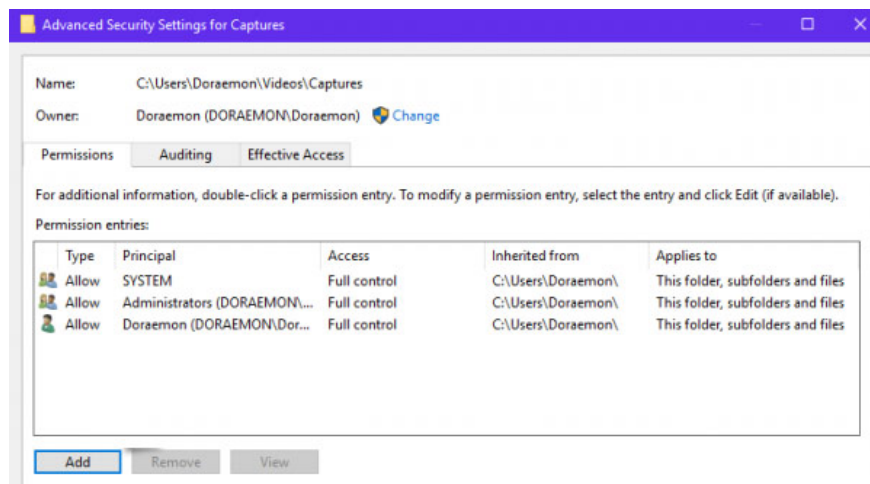 Advanced Security Settings for Captures
Name: C:\Users\Doraemon\Videos\Captures
Owner: Doraemon (DORAEMON\Doraemon) Change
Permissions Auditing Effective Access
For additional information, double-click a permission entry. To modify a permission entry, select the entry and click Edit (if available).
Permission entries:
Type Principal Access Inherited from Applies to
Allow SYSTEM Full control C:\Users\Doraemon\ This folder, subfolders and files
Allow Administrators (DORAEMON\... Full control C:\Users\Doraemon\ This folder, subfolders and files
Allow Doraemon (DORAEMON\Dor... Full control C:\Users\Doraemon\ This folder, subfolders and files
Add Remove View